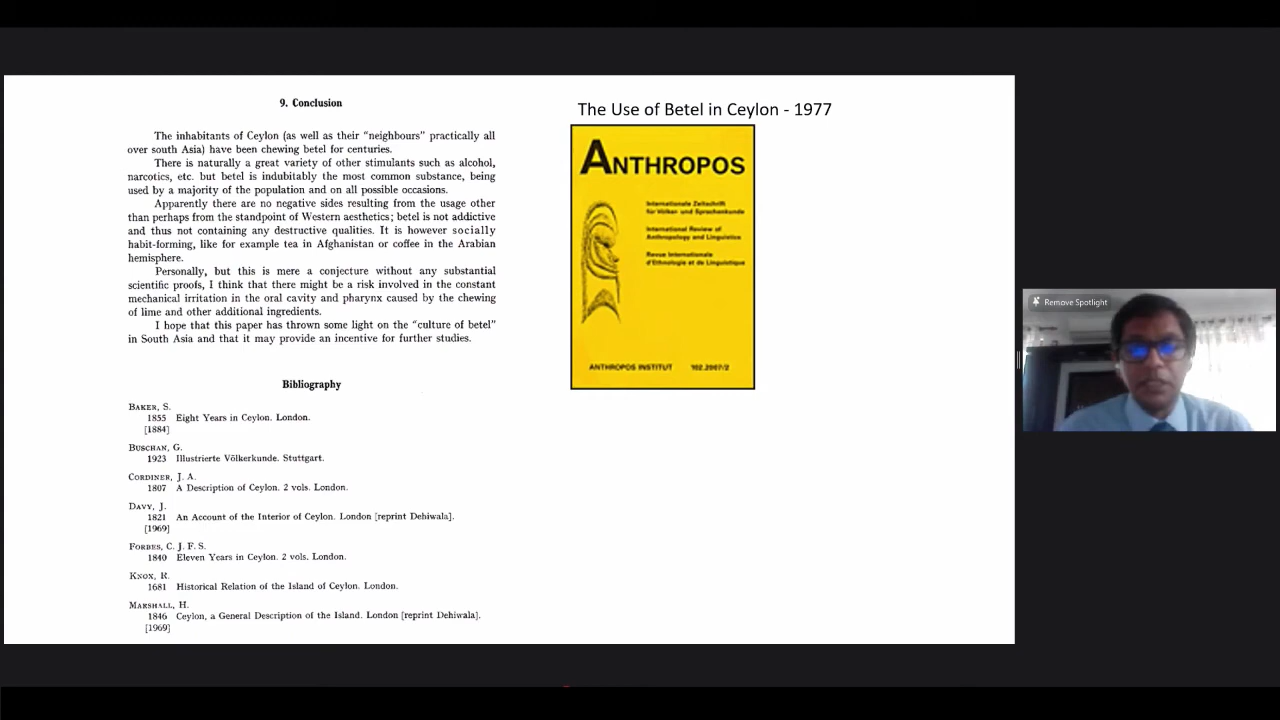 9. Conclusion
The inhabitants of Ceylon (as well as their “neighbours” practically all
over south Asia) have been chewing betel for centuries.
There is naturally a great variety of other stimulants such as alcohol,
narcotics, etc. but betel is indubitably the most common substance, being
used by a majority of the population and on all possible occasions.
Apparently there are no negative sides resulting from the usage other
than perhaps from the standpoint of Western aesthetics; betel is not addictive
and thus not containing any destructive qualities. It is however socially
habit-forming, like for example tea in Afghanistan or coffee in the Arabian
hemisphere.
Personally, but this is mere a conjecture without any substantial
scientific proofs, I think that there might be a risk involved in the constant
mechanical irritation in the oral cavity and pharynx caused by the chewing
of lime and other additional ingredients.
I hope that this paper has thrown some light on the “culture of betel”
in South Asia and that it may provide an incentive for further studies.
Bibliography
BAKER, S.
1855 Eight Years in Ceylon. London.
[1884]
BUSCHAN, G.
1923 Illustrierte Völkerkunde. Stuttgart.
CORDINER, J. A.
1807 A Description of Ceylon. 2 vols. London.
DAVY, J.
1821 An Account of the Interior of Ceylon. London [reprint Dehiwala].
[1969]
FORBES, C. J. F. S.
1840 Eleven Years in Ceylon. 2 vols. London.
KNOX, R.
1681 Historical Relation of the Island of Ceylon. London.
MARSHALL, H.
1846 Ceylon, a General Description of the Island. London [reprint Dehiwala].
[1969]
The Use of Betel in Ceylon - 1977
ANTHROPOS
Internationale Zeitschrift
für Völker- und Sprachenkunde
International Review of
Anthropology and Linguistics
Revue Internationale
d'Ethnologie et de Linguistique
ANTHROPOS INSTITUT 102.2007/2
Remove Spotlight